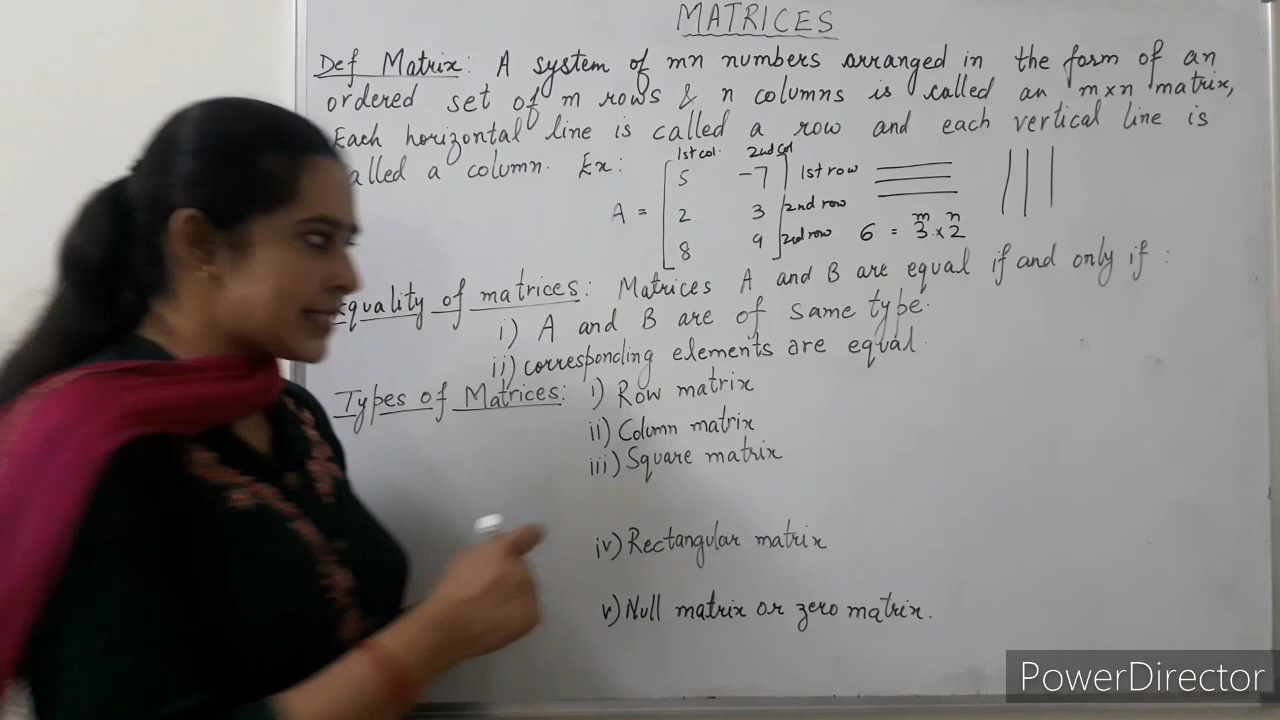 MATRICES
Def Matrix: A system of mn numbers arranged in the form of an
ordered set of m rows & n columns is called an m×n matrix,
Each horizontal line is called a row and each vertical line is
alled a column. Ex:
1st col. 2nd col
5 -7 1st row
A = 2 3 2nd row
8 9 2nd row
m n
6 = 3 × 2
quality of matrices: Matrices A and B are equal if and only if :
i) A and B are of same type.
ii) corresponding elements are equal.
Types of Matrices: i) Row matrix
ii) Column matrix
iii) Square matrix
iv) Rectangular matrix
v) Null matrix or zero matrix.
PowerDirector